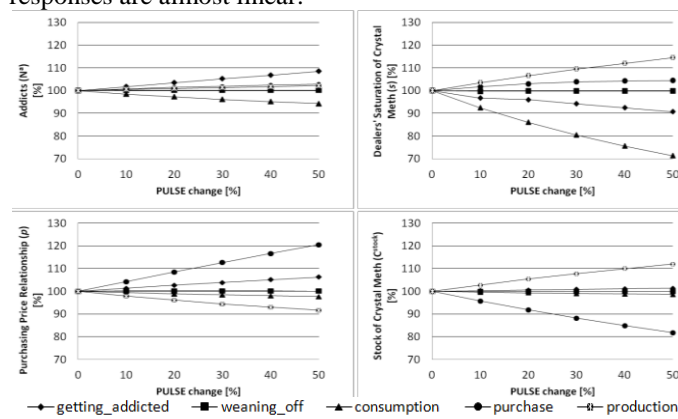 responses are almost linear.
Addicts (Nᵃ)
[%]
130
120
110
100
90
80
70
0 10 20 30 40 50
PULSE change [%]
Dealers' Saturation of Crystal
Meth (s) [%]
130
120
110
100
90
80
70
0 10 20 30 40 50
PULSE change [%]
Purchasing Price Relationship (p)
[%]
130
120
110
100
90
80
70
0 10 20 30 40 50
PULSE change [%]
Stock of Crystal Meth (Cˢᵗᵒᶜᵏ)
[%]
130
120
110
100
90
80
70
0 10 20 30 40 50
PULSE change [%]
getting_addicted weaning_off consumption purchase production